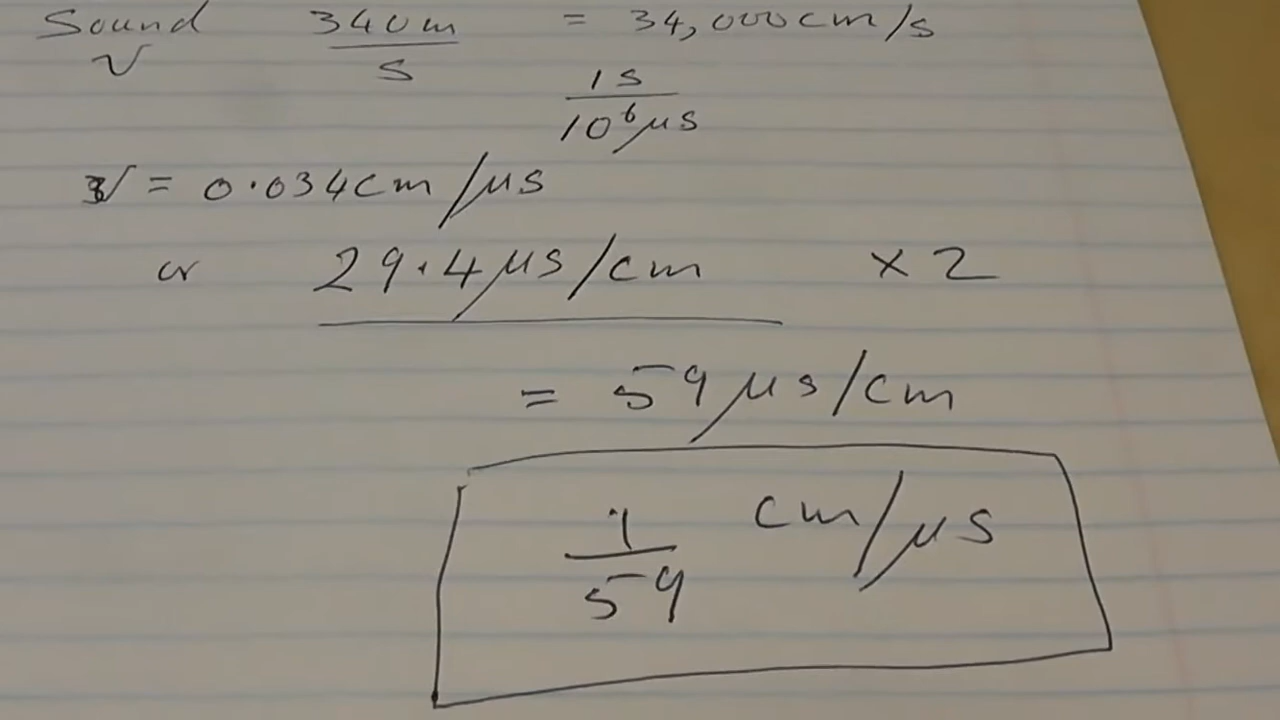 Sound 340m/s = 34,000cm/s
V
1s/10⁶μs
V = 0.034cm/μs
or 29.4μs/cm ×2
= 59μs/cm
1/59 cm/μs